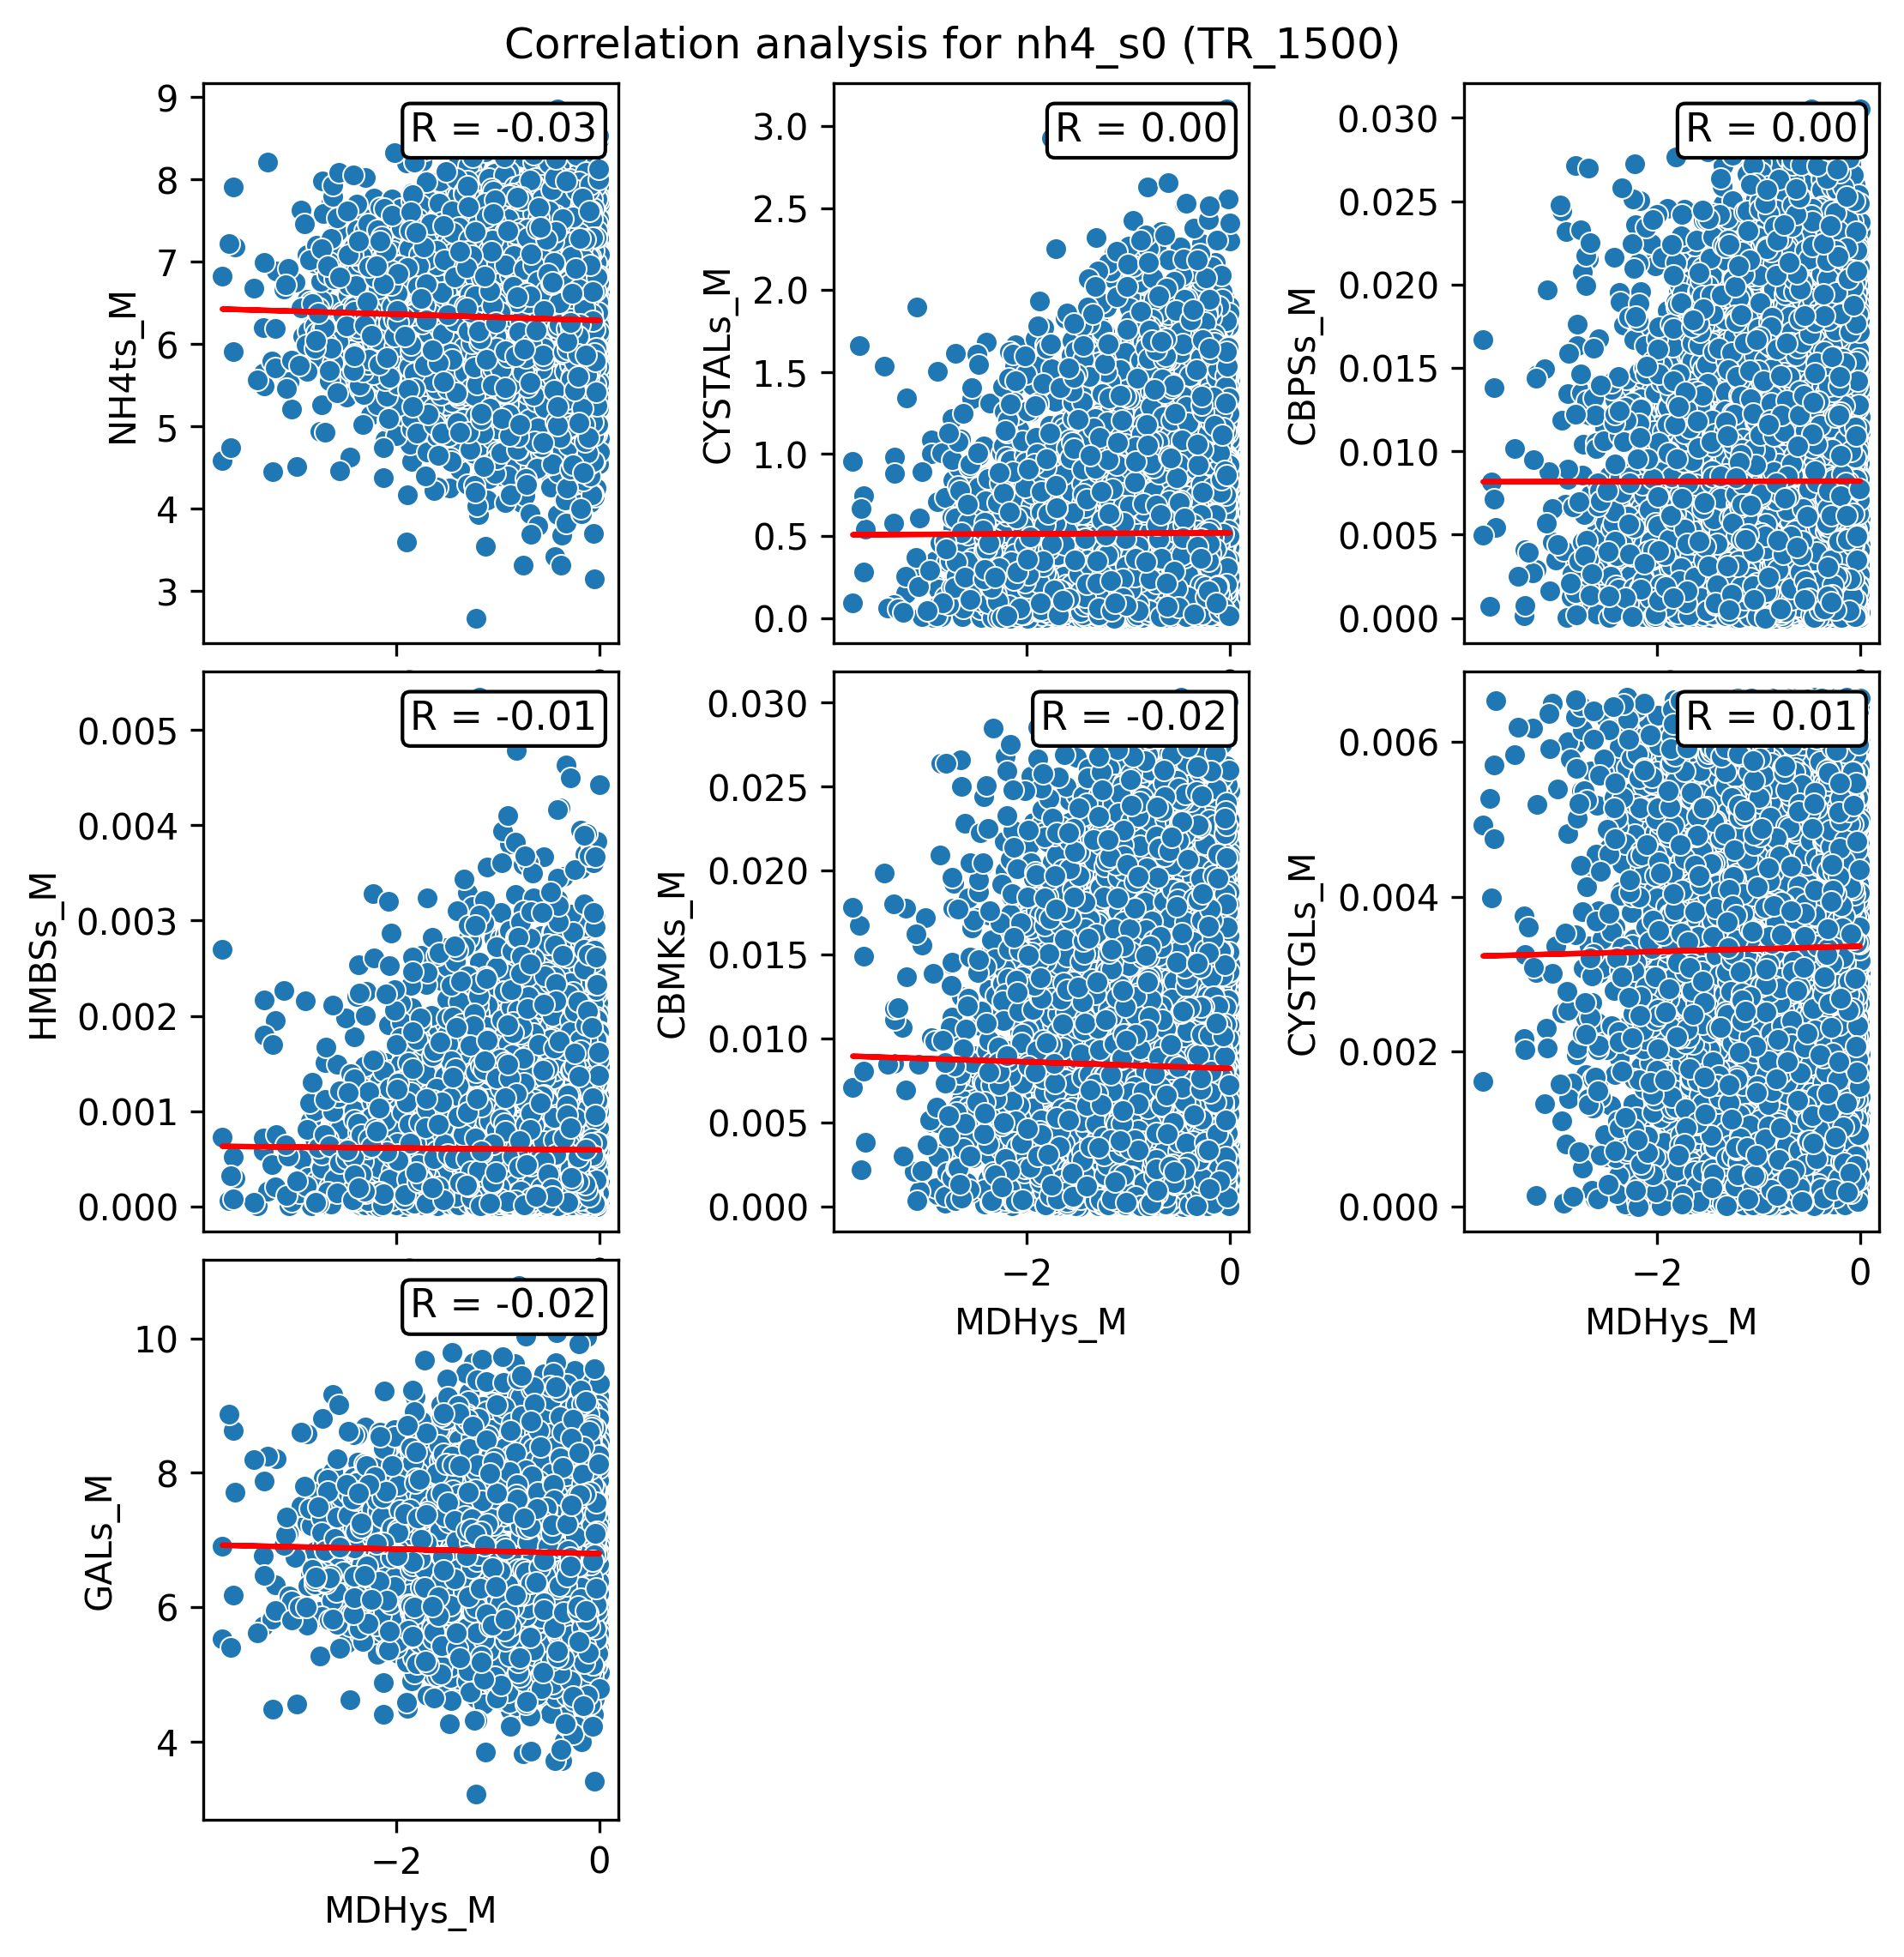 Correlation analysis for nh4_s0 (TR_1500)
9
8
7
6
5
4
3
NH4ts_M
R = -0.03
3.0
2.5
2.0
1.5
1.0
0.5
0.0
CYSTALs_M
R = 0.00
0.030
0.025
0.020
0.015
0.010
0.005
0.000
CBPSs_M
R = 0.00
0.005
0.004
0.003
0.002
0.001
0.000
HMBSs_M
R = -0.01
0.030
0.025
0.020
0.015
0.010
0.005
0.000
CBMKs_M
R = -0.02
−2 0
MDHys_M
0.006
0.004
0.002
0.000
CYSTGLs_M
R = 0.01
−2 0
MDHys_M
10
8
6
4
GALs_M
R = -0.02
−2 0
MDHys_M